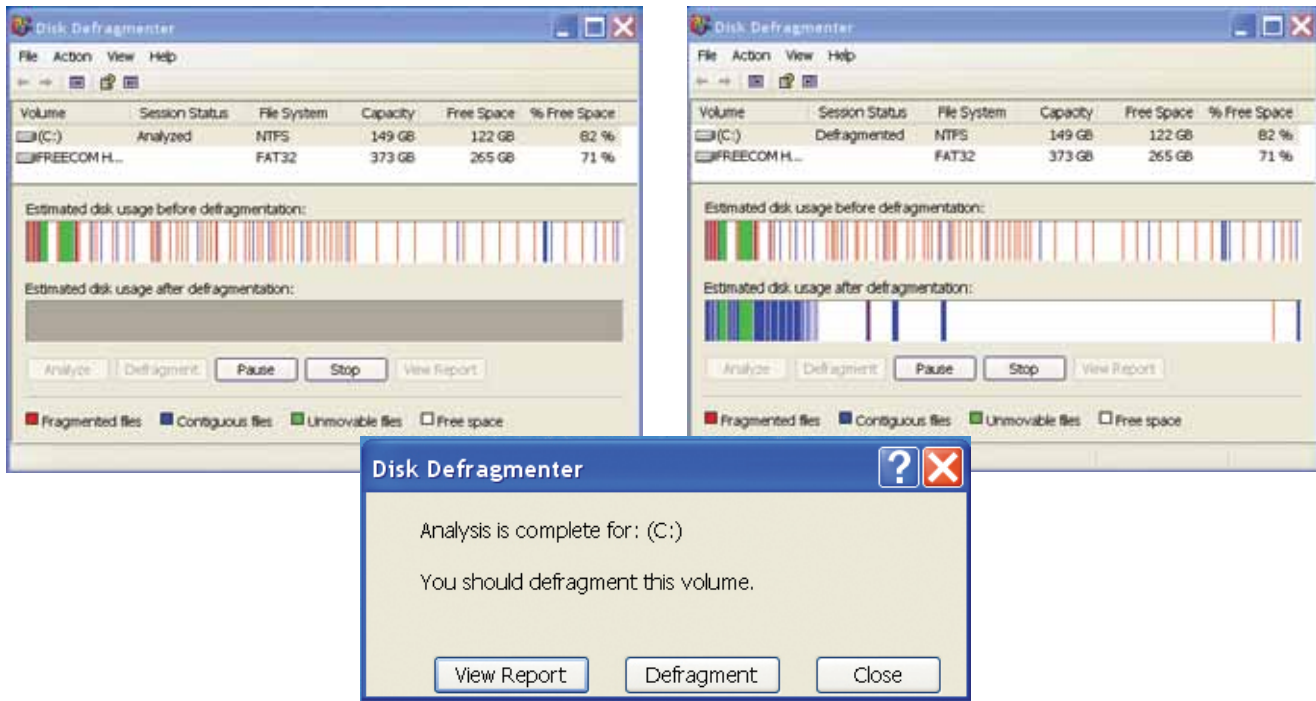 Disk Defragmenter
File Action View Help
Volume Session Status File System Capacity Free Space % Free Space
(C:) Analyzed NTFS 149 GB 122 GB 82 %
FREECOM H... FAT32 373 GB 265 GB 71 %
Estimated disk usage before defragmentation:
Estimated disk usage after defragmentation:
Analyze Defragment Pause Stop View Report
Fragmented files Contiguous files Unmovable files Free space
Disk Defragmenter
File Action View Help
Volume Session Status File System Capacity Free Space % Free Space
(C:) Defragmented NTFS 149 GB 122 GB 82 %
FREECOM H... FAT32 373 GB 265 GB 71 %
Estimated disk usage before defragmentation:
Estimated disk usage after defragmentation:
Analyze Defragment Pause Stop View Report
Fragmented files Contiguous files Unmovable files Free space
Disk Defragmenter
Analysis is complete for: (C:)
You should defragment this volume.
View Report Defragment Close